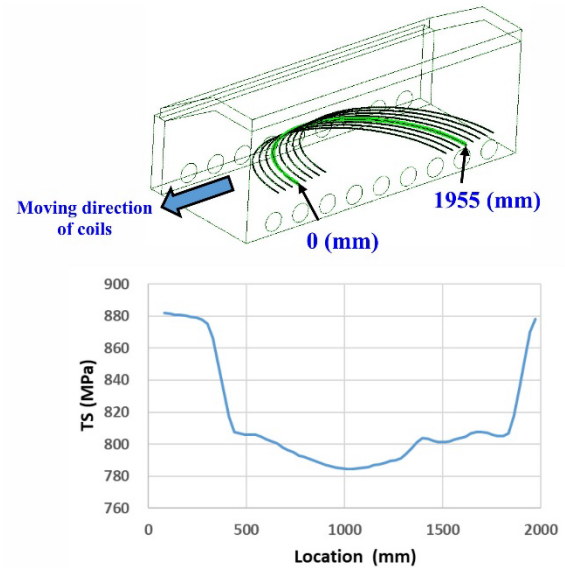 Moving direction
of coils
0 (mm)
1955 (mm)
900
880
860
840
820
800
780
760
TS (MPa)
0
500
1000
1500
2000
Location (mm)